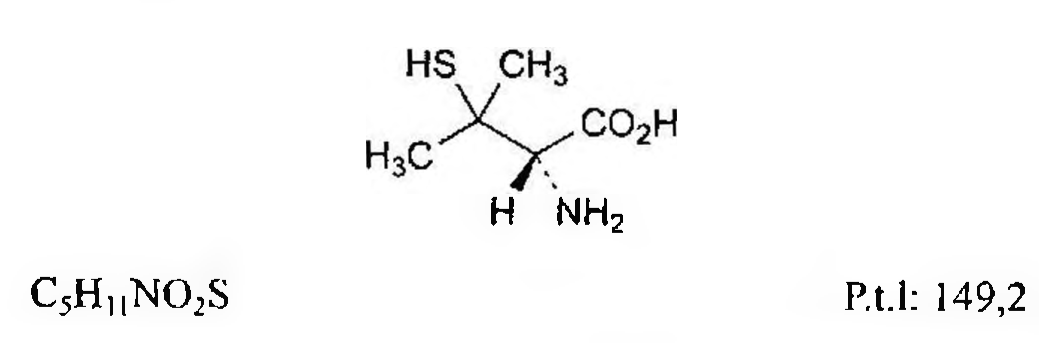 HS CH₃
CO₂H
H₃C
H NH₂
C₅H₁₁NO₂S P.t.l: 149,2